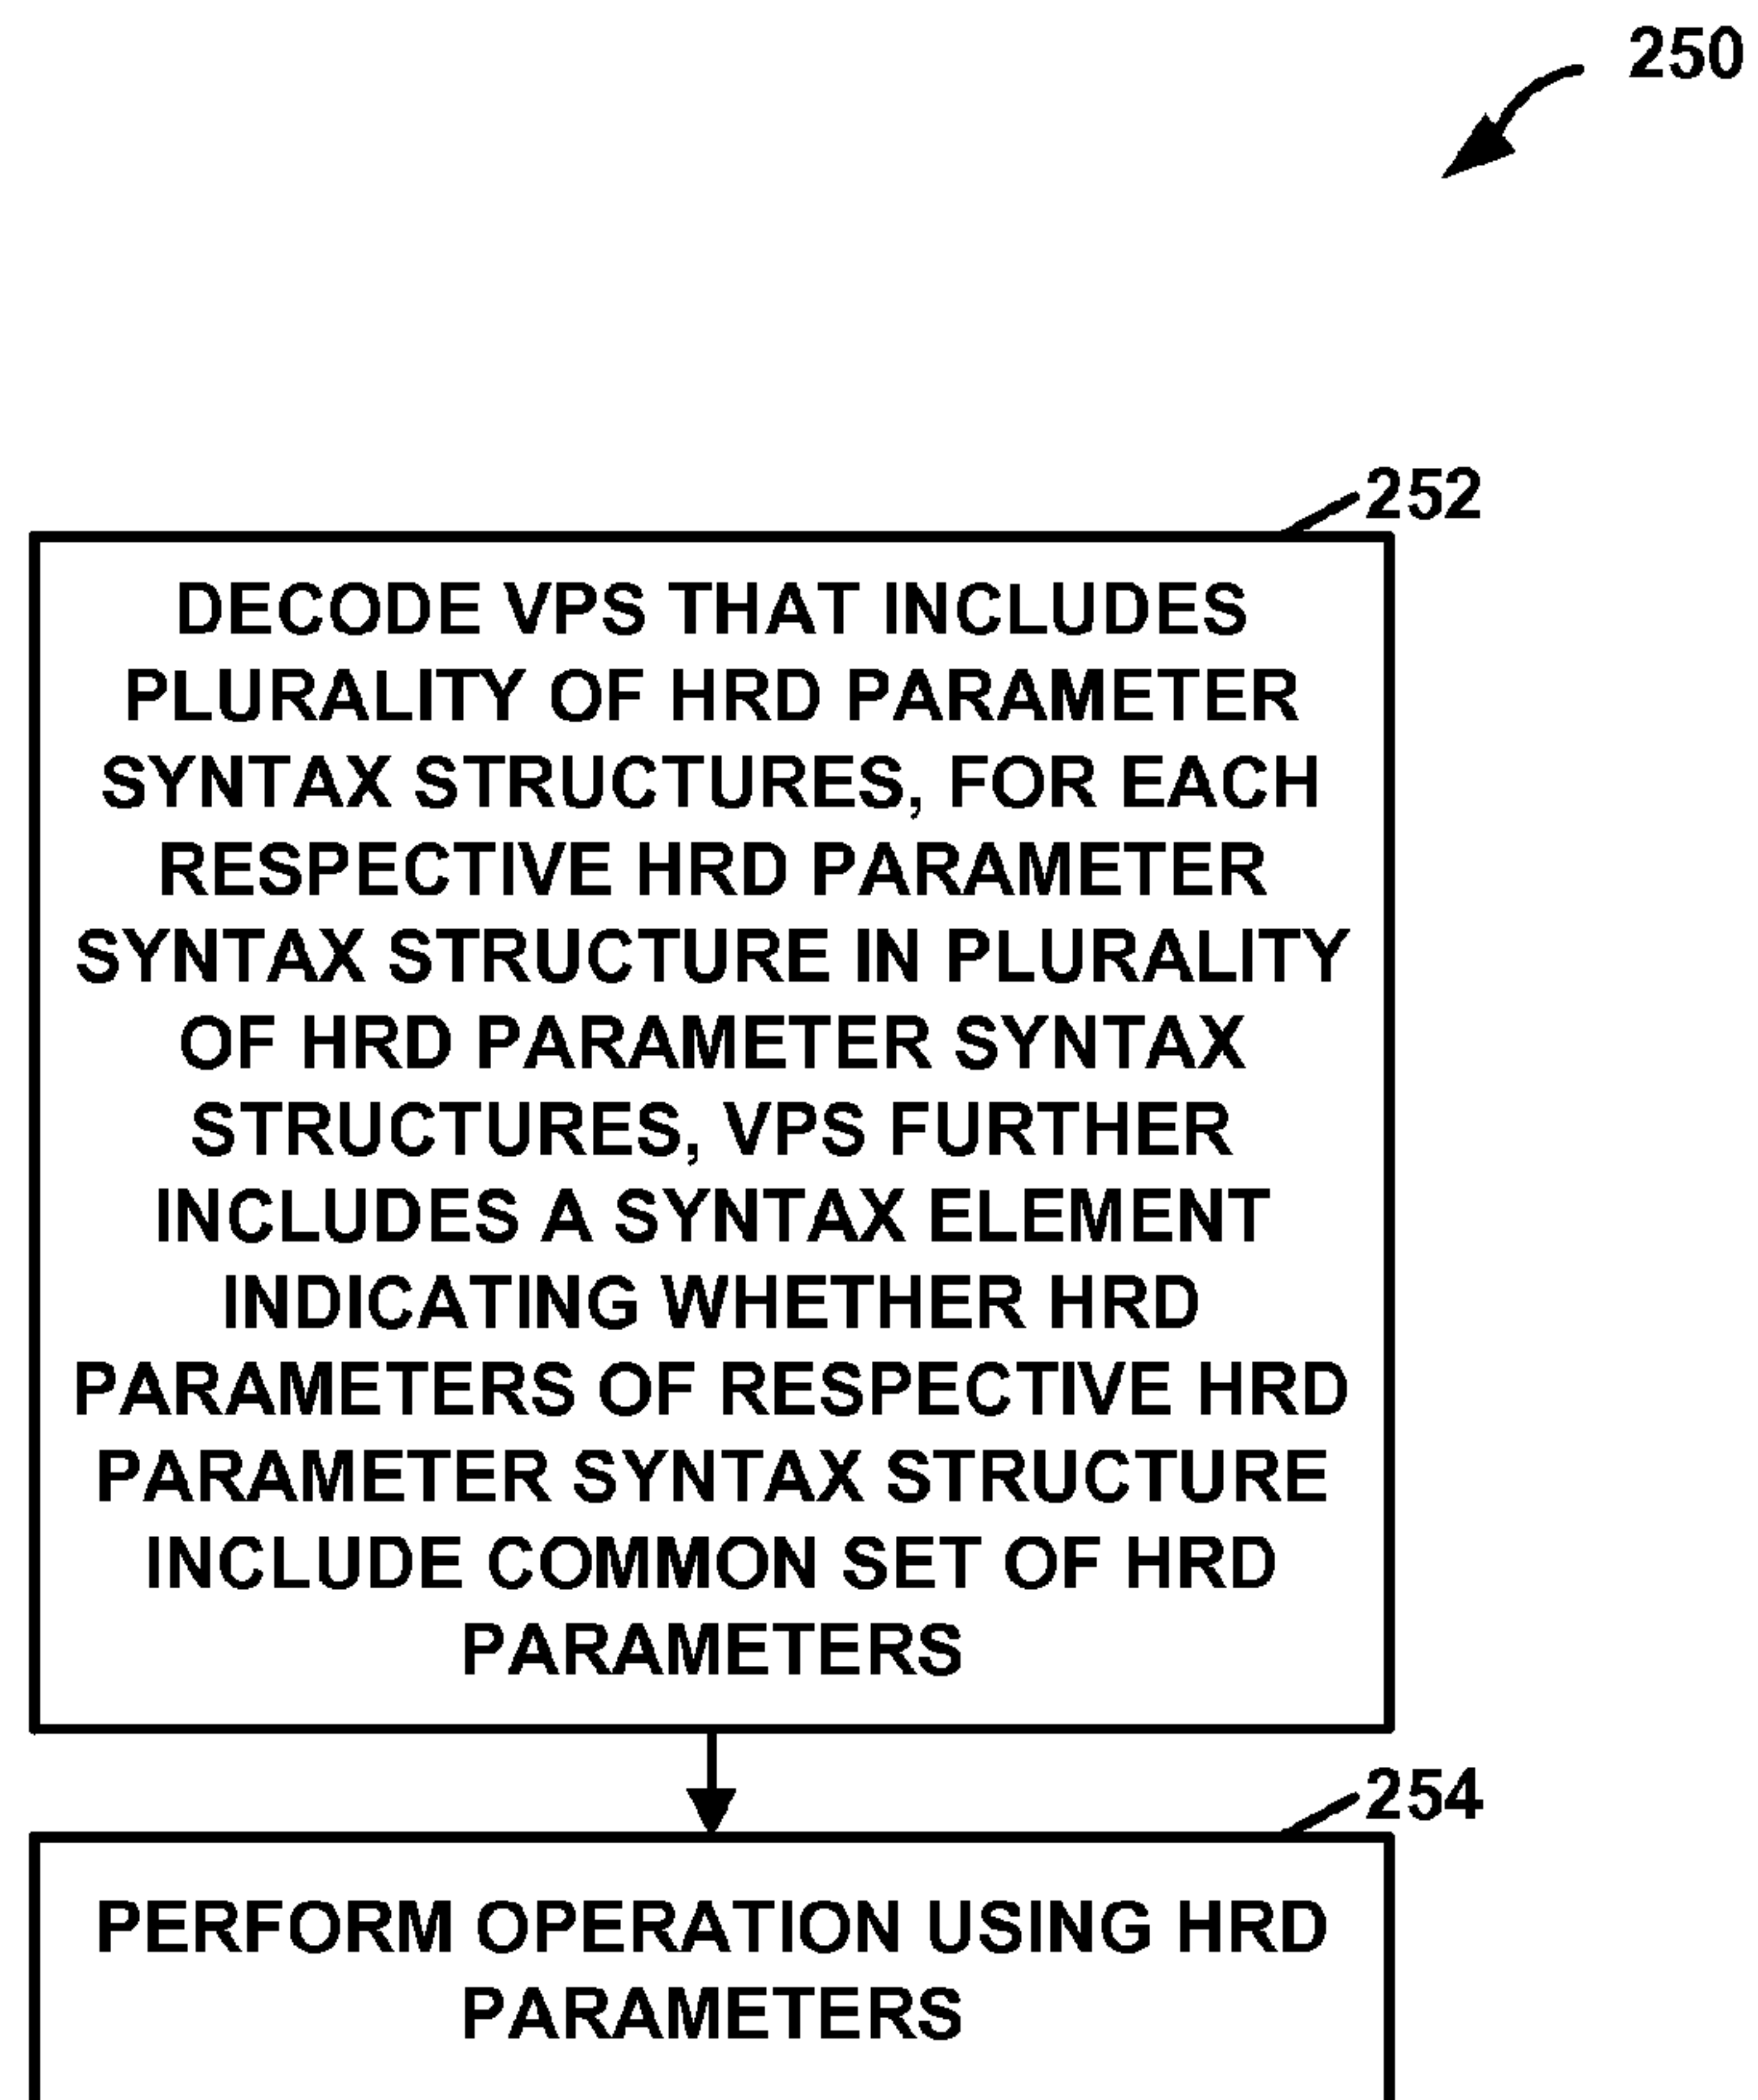 250
252
DECODE VPS THAT INCLUDES
PLURALITY OF HRD PARAMETER
SYNTAX STRUCTURES, FOR EACH
RESPECTIVE HRD PARAMETER
SYNTAX STRUCTURE IN PLURALITY
OF HRD PARAMETER SYNTAX
STRUCTURES, VPS FURTHER
INCLUDES A SYNTAX ELEMENT
INDICATING WHETHER HRD
PARAMETERS OF RESPECTIVE HRD
PARAMETER SYNTAX STRUCTURE
INCLUDE COMMON SET OF HRD
PARAMETERS
254
PERFORM OPERATION USING HRD
PARAMETERS